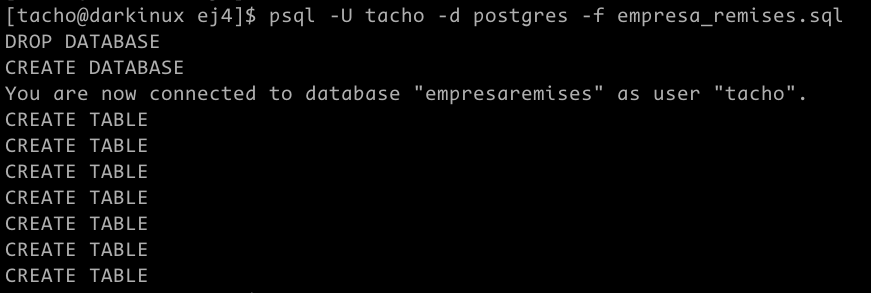 [tacho@darkinux ej4]$ psql -U tacho -d postgres -f empresa_remises.sql
DROP DATABASE
CREATE DATABASE
You are now connected to database "empresaremises" as user "tacho".
CREATE TABLE
CREATE TABLE
CREATE TABLE
CREATE TABLE
CREATE TABLE
CREATE TABLE
CREATE TABLE